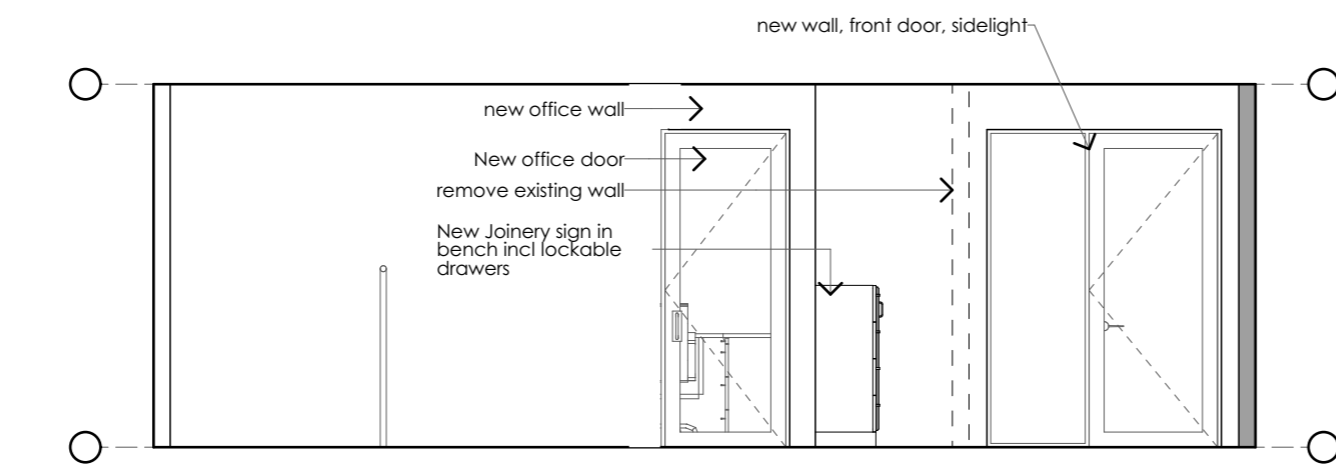 new wall, front door, sidelight
new office wall
New office door
remove existing wall
New Joinery sign in
bench incl lockable
drawers